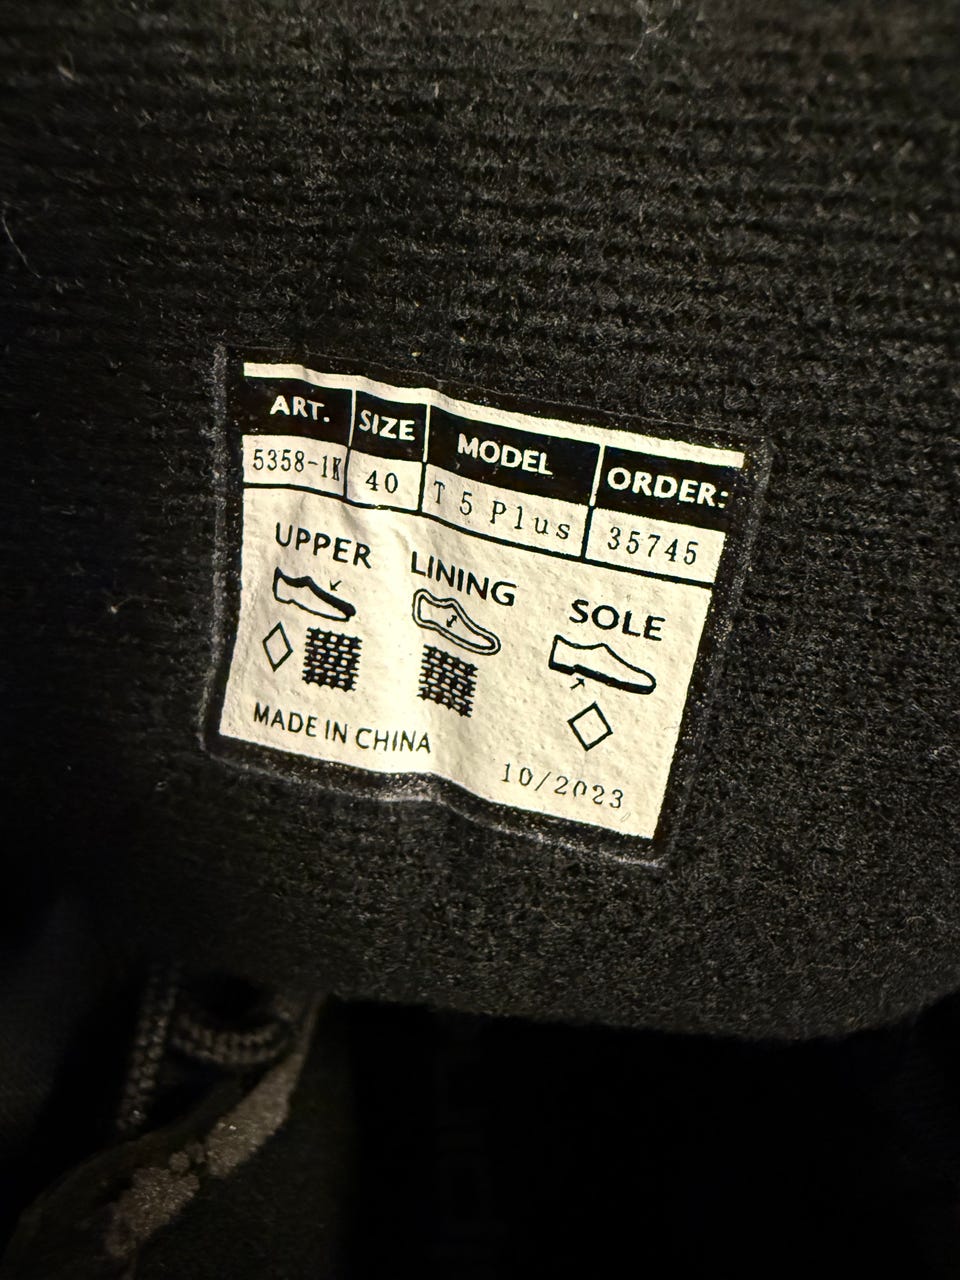 ART. SIZE MODEL ORDER:
5358-1K 40 T 5 Plus 35745
UPPER LINING SOLE
MADE IN CHINA
10/2023